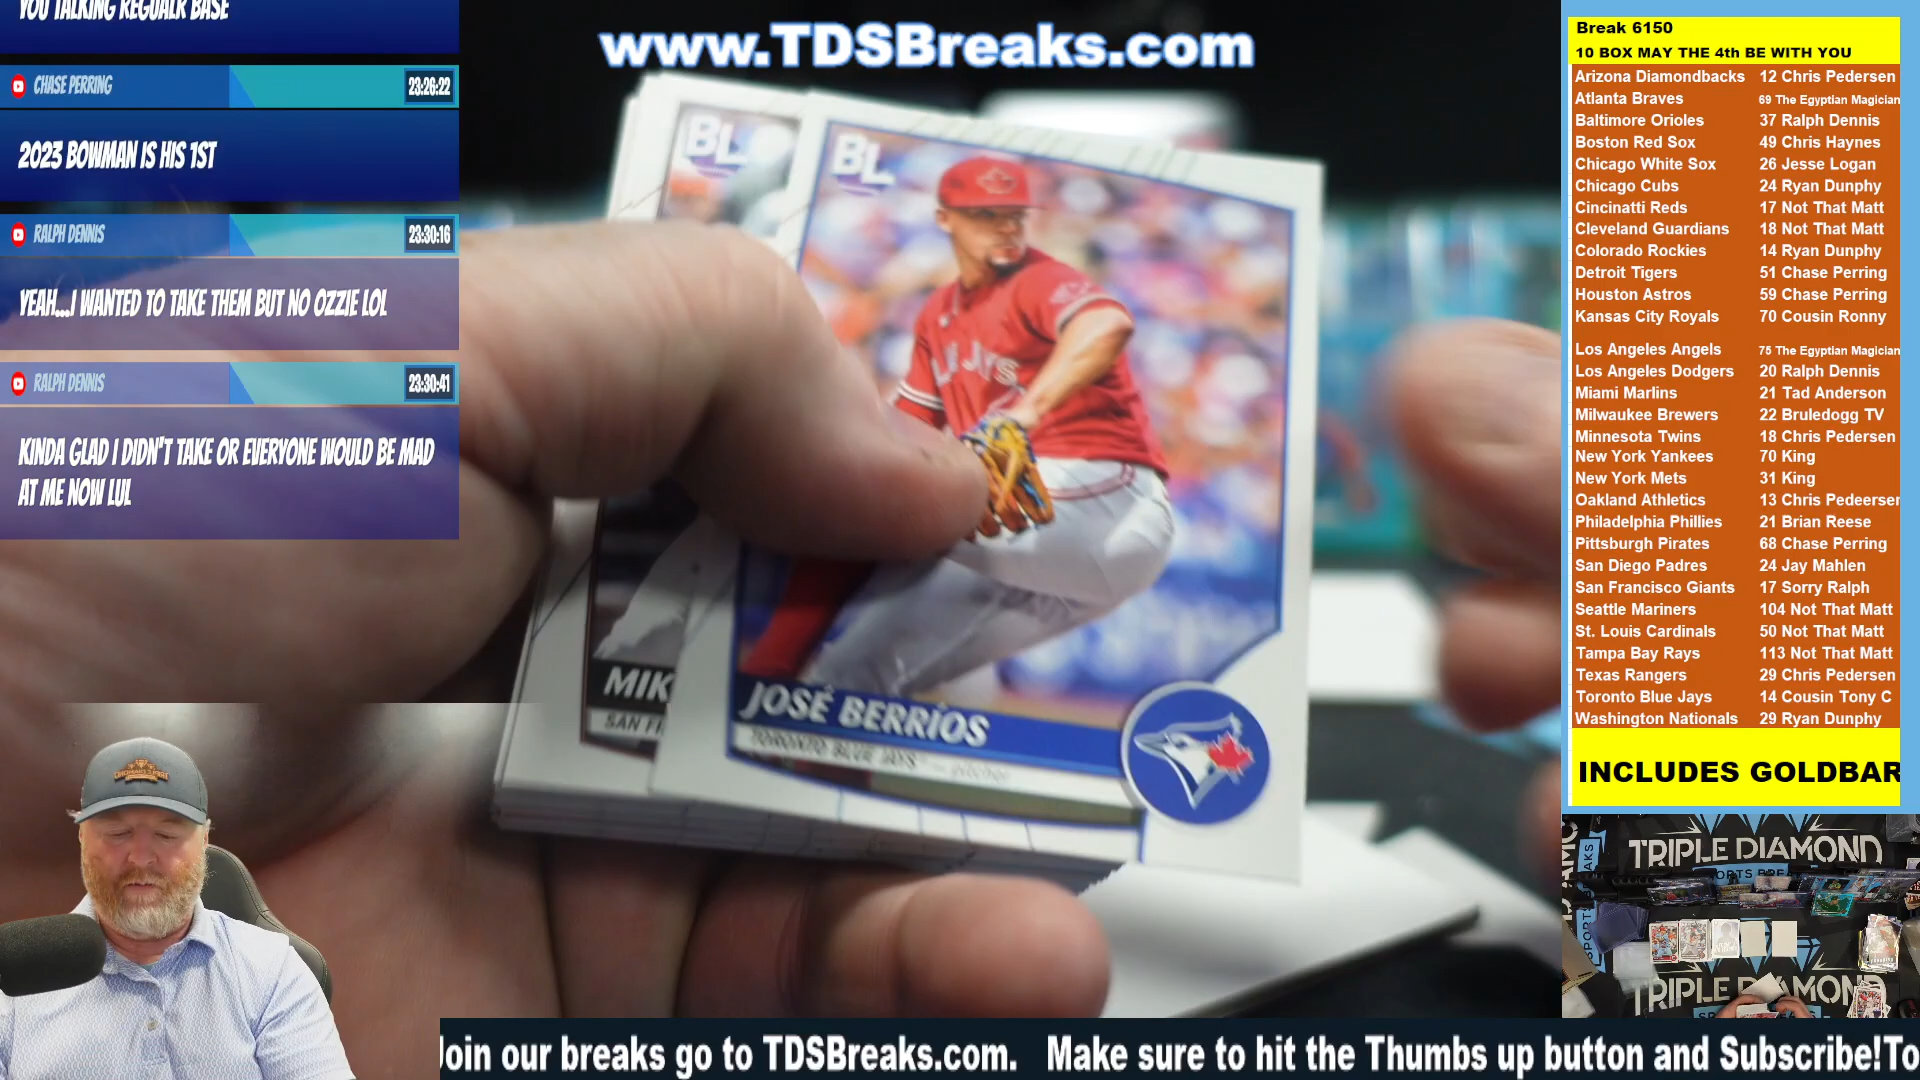 YOU TALKING REGUALR BASE
CHASE PERRING
23:26:22
2023 BOWMAN IS HIS 1ST
RALPH DENNIS
23:30:16
YEAH...I WANTED TO TAKE THEM BUT NO OZZIE LOL
RALPH DENNIS
23:30:41
KINDA GLAD I DIDN'T TAKE OR EVERYONE WOULD BE MAD
AT ME NOW LUL
www.TDSBreaks.com
BL
BL
BLUE JAYS
MIK
SAN F
JOSÉ BERRÍOS
TORONTO BLUE JAYS — pitcher
Break 6150
10 BOX MAY THE 4th BE WITH YOU
Arizona Diamondbacks 12 Chris Pedersen
Atlanta Braves 69 The Egyptian Magician
Baltimore Orioles 37 Ralph Dennis
Boston Red Sox 49 Chris Haynes
Chicago White Sox 26 Jesse Logan
Chicago Cubs 24 Ryan Dunphy
Cincinatti Reds 17 Not That Matt
Cleveland Guardians 18 Not That Matt
Colorado Rockies 14 Ryan Dunphy
Detroit Tigers 51 Chase Perring
Houston Astros 59 Chase Perring
Kansas City Royals 70 Cousin Ronny
Los Angeles Angels 75 The Egyptian Magician
Los Angeles Dodgers 20 Ralph Dennis
Miami Marlins 21 Tad Anderson
Milwaukee Brewers 22 Bruledogg TV
Minnesota Twins 18 Chris Pedersen
New York Yankees 70 King
New York Mets 31 King
Oakland Athletics 13 Chris Pedeersen
Philadelphia Phillies 21 Brian Reese
Pittsburgh Pirates 68 Chase Perring
San Diego Padres 24 Jay Mahlen
San Francisco Giants 17 Sorry Ralph
Seattle Mariners 104 Not That Matt
St. Louis Cardinals 50 Not That Matt
Tampa Bay Rays 113 Not That Matt
Texas Rangers 29 Chris Pedersen
Toronto Blue Jays 14 Cousin Tony C
Washington Nationals 29 Ryan Dunphy
INCLUDES GOLDBAR
TRIPLE DIAMOND
SPORTS BREAKS
TRIPLE DIAMOND
Join our breaks go to TDSBreaks.com. Make sure to hit the Thumbs up button and Subscribe!To